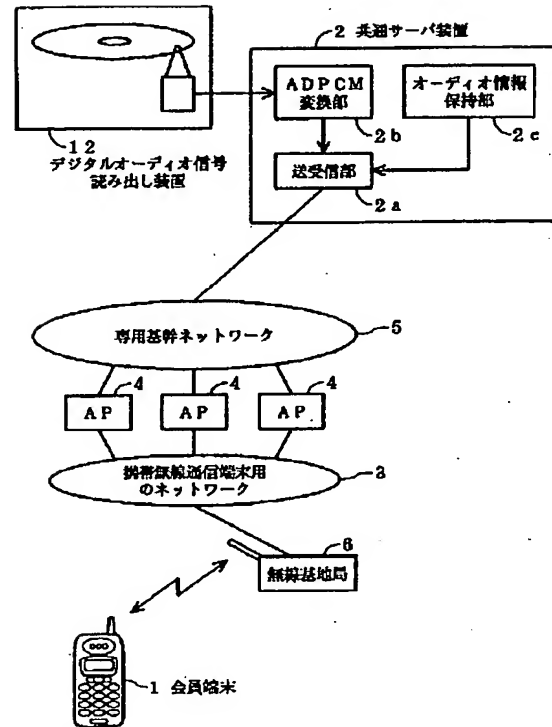 2 共通サーバ装置
ADPCM
変換部
2b
オーディオ情報
保持部
2c
12
デジタルオーディオ信号
読み出し装置
送受信部
2a
専用基幹ネットワーク
5
AP
4
AP
4
AP
4
携帯無線通信端末用
のネットワーク
3
6
無線基地局
1 会員端末